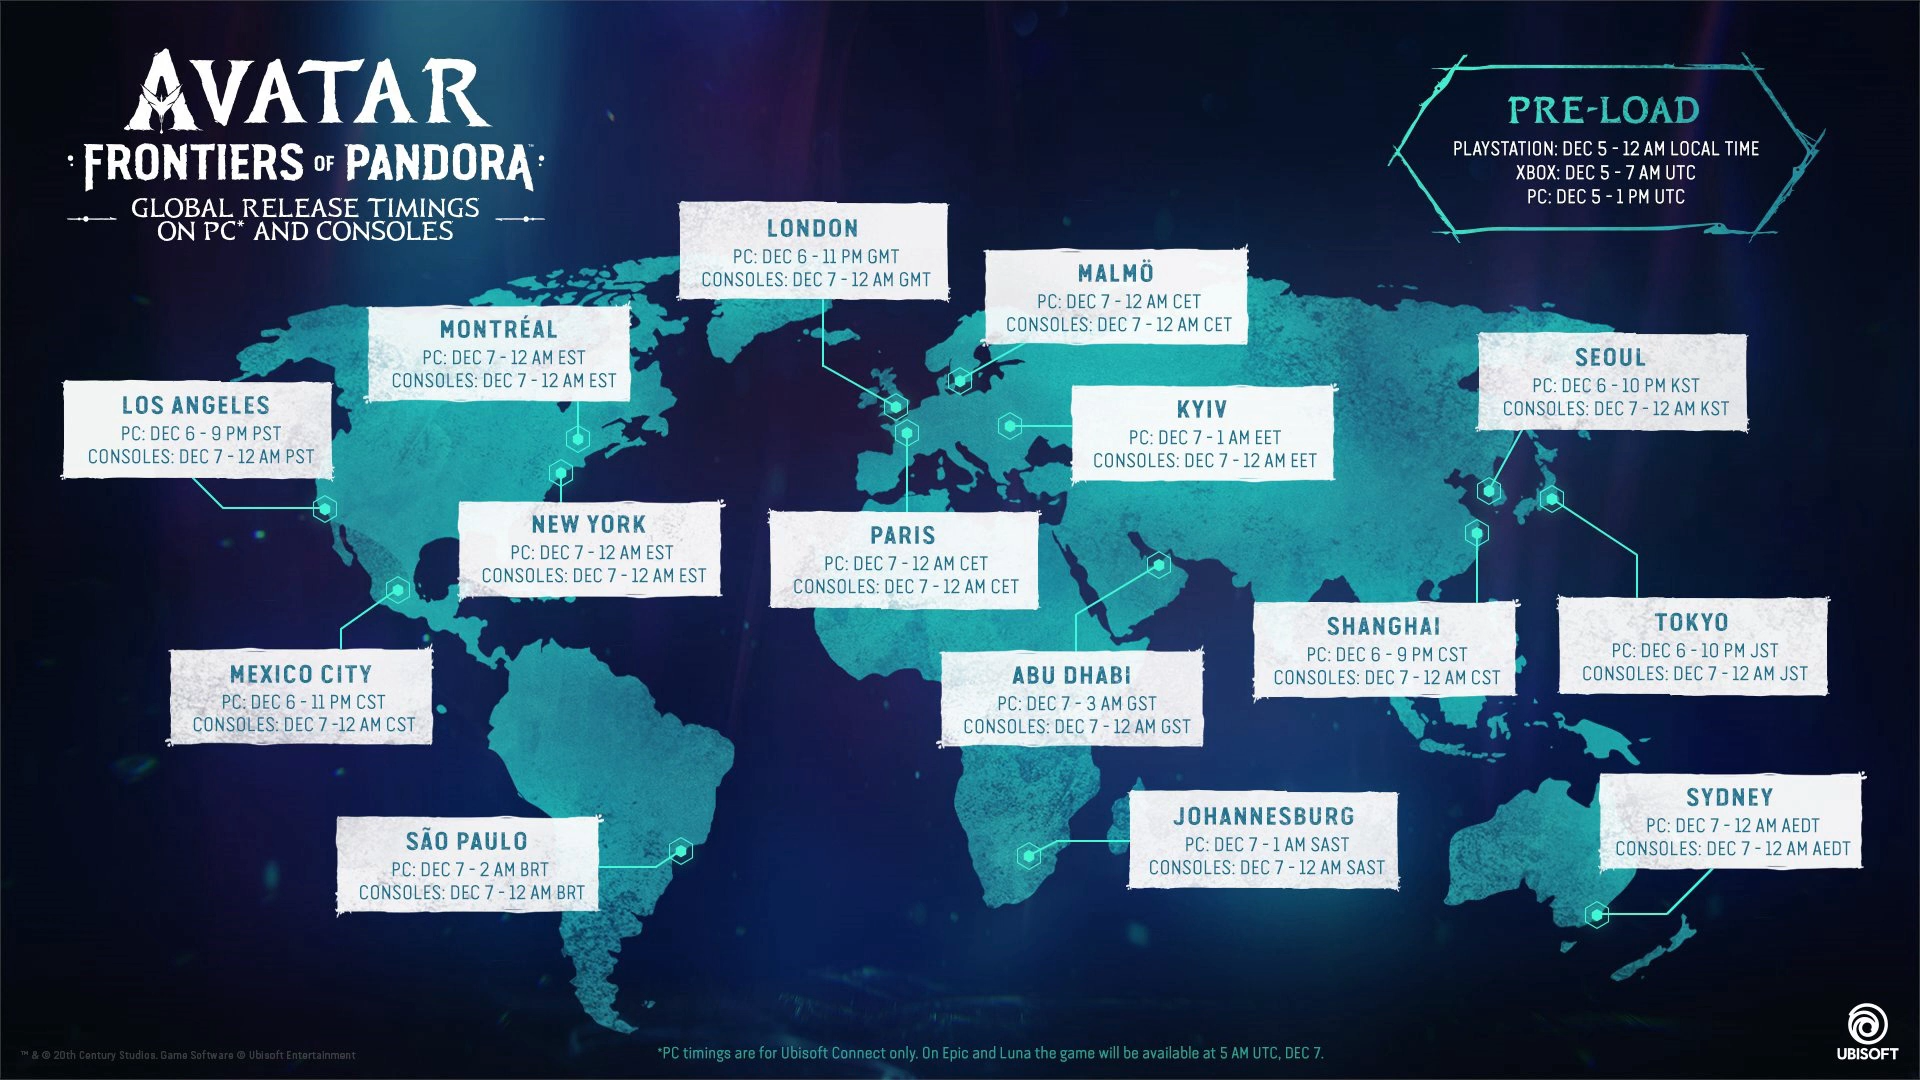 AVATAR
FRONTIERS OF PANDORA™
GLOBAL RELEASE TIMINGS
ON PC* AND CONSOLES
PRE-LOAD
PLAYSTATION: DEC 5 - 12 AM LOCAL TIME
XBOX: DEC 5 - 7 AM UTC
PC: DEC 5 - 1 PM UTC
LONDON
PC: DEC 6 - 11 PM GMT
CONSOLES: DEC 7 - 12 AM GMT
MALMÖ
PC: DEC 7 - 12 AM CET
CONSOLES: DEC 7 - 12 AM CET
MONTRÉAL
PC: DEC 7 - 12 AM EST
CONSOLES: DEC 7 - 12 AM EST
SEOUL
PC: DEC 6 - 10 PM KST
CONSOLES: DEC 7 - 12 AM KST
LOS ANGELES
PC: DEC 6 - 9 PM PST
CONSOLES: DEC 7 - 12 AM PST
KYIV
PC: DEC 7 - 1 AM EET
CONSOLES: DEC 7 - 12 AM EET
NEW YORK
PC: DEC 7 - 12 AM EST
CONSOLES: DEC 7 - 12 AM EST
PARIS
PC: DEC 7 - 12 AM CET
CONSOLES: DEC 7 - 12 AM CET
SHANGHAI
PC: DEC 6 - 9 PM CST
CONSOLES: DEC 7 - 12 AM CST
TOKYO
PC: DEC 6 - 10 PM JST
CONSOLES: DEC 7 - 12 AM JST
MEXICO CITY
PC: DEC 6 - 11 PM CST
CONSOLES: DEC 7 -12 AM CST
ABU DHABI
PC: DEC 7 - 3 AM GST
CONSOLES: DEC 7 - 12 AM GST
SYDNEY
PC: DEC 7 - 12 AM AEDT
CONSOLES: DEC 7 - 12 AM AEDT
JOHANNESBURG
PC: DEC 7 - 1 AM SAST
CONSOLES: DEC 7 - 12 AM SAST
SÃO PAULO
PC: DEC 7 - 2 AM BRT
CONSOLES: DEC 7 - 12 AM BRT
™ & © 20th Century Studios. Game Software © Ubisoft Entertainment
*PC timings are for Ubisoft Connect only. On Epic and Luna the game will be available at 5 AM UTC, DEC 7.
UBISOFT